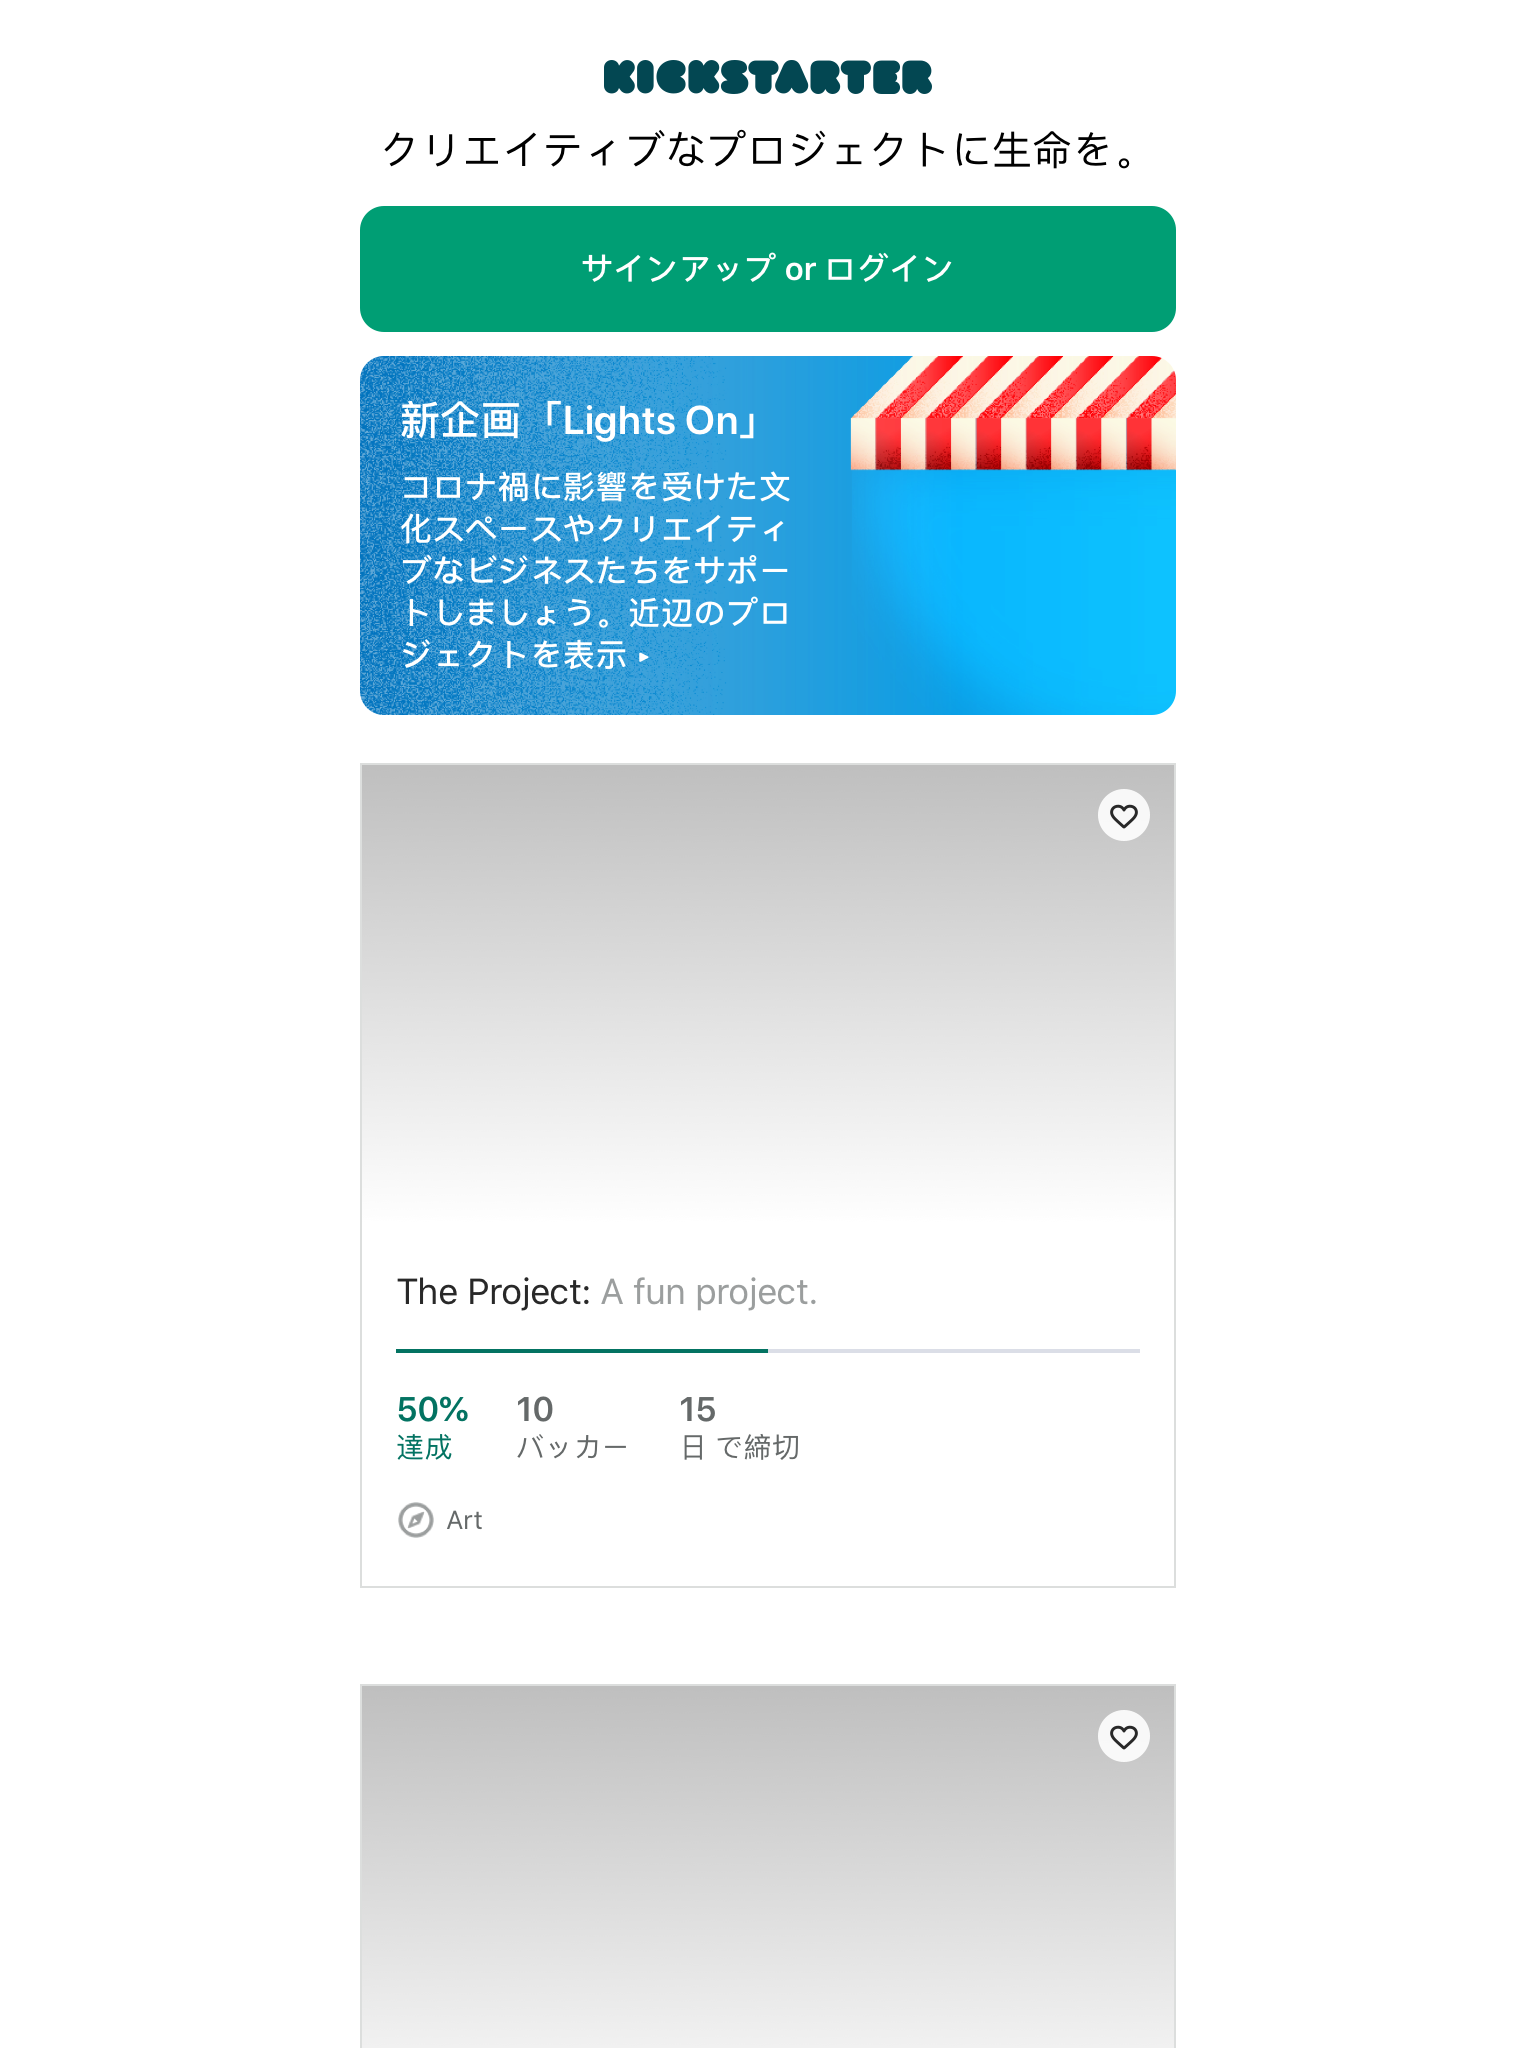 KICKSTARTER
クリエイティブなプロジェクトに生命を。
サインアップ or ログイン
新企画「Lights On」
コロナ禍に影響を受けた文
化スペースやクリエイティ
ブなビジネスたちをサポー
トしましょう。近辺のプロ
ジェクトを表示 ▸
The Project: A fun project.
50% 10 15
達成 バッカー 日 で締切
Art